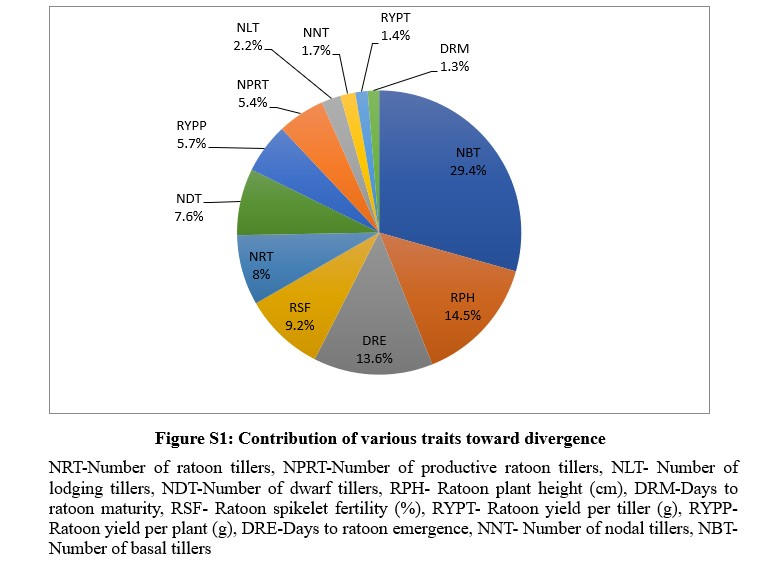 RYPT
1.4%
NLT
2.2%
NNT
1.7%
DRM
1.3%
NPRT
5.4%
RYPP
5.7%
NBT
29.4%
NDT
7.6%
NRT
8%
RPH
14.5%
RSF
9.2%
DRE
13.6%
Figure S1: Contribution of various traits toward divergence
NRT-Number of ratoon tillers, NPRT-Number of productive ratoon tillers, NLT- Number of
lodging tillers, NDT-Number of dwarf tillers, RPH- Ratoon plant height (cm), DRM-Days to
ratoon maturity, RSF- Ratoon spikelet fertility (%), RYPT- Ratoon yield per tiller (g), RYPP-
Ratoon yield per plant (g), DRE-Days to ratoon emergence, NNT- Number of nodal tillers, NBT-
Number of basal tillers